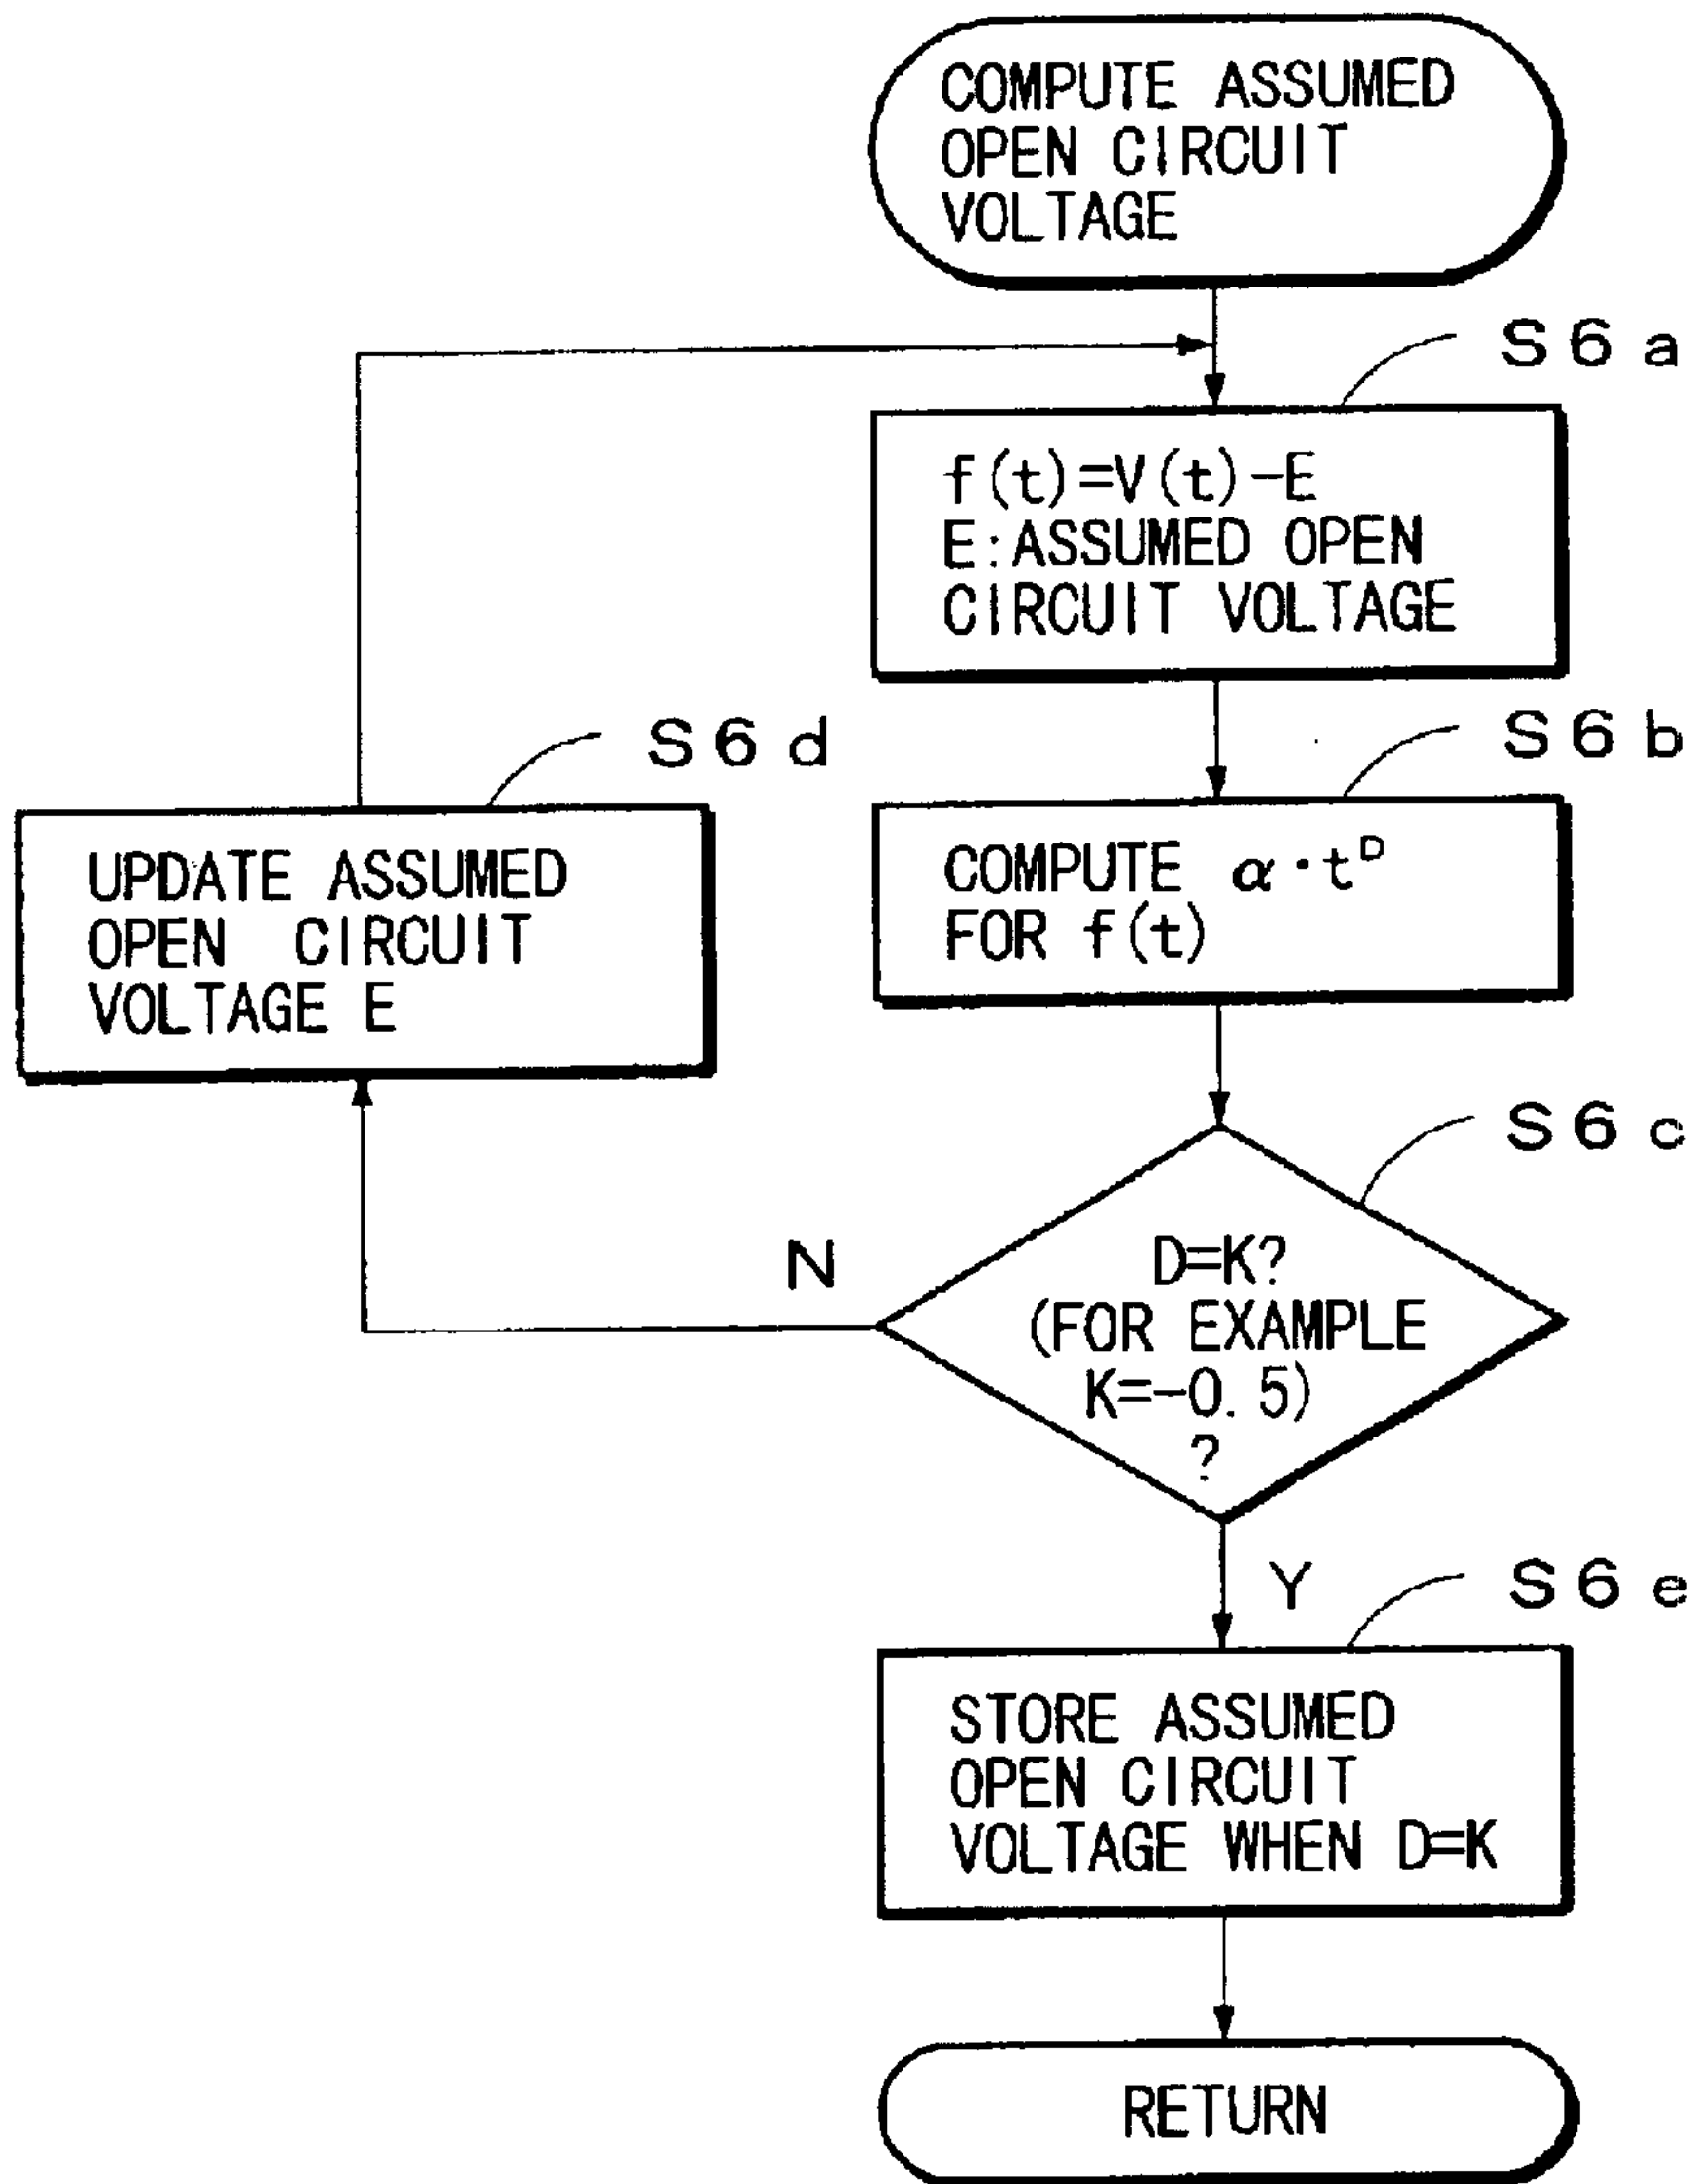 COMPUTE ASSUMED
OPEN CIRCUIT
VOLTAGE
S6a
f(t)=V(t)-E
E:ASSUMED OPEN
CIRCUIT VOLTAGE
S6b
COMPUTE α·t^D
FOR f(t)
S6d
UPDATE ASSUMED
OPEN CIRCUIT
VOLTAGE E
S6c
D=K?
(FOR EXAMPLE
K=-0.5)
?
N
Y
S6e
STORE ASSUMED
OPEN CIRCUIT
VOLTAGE WHEN D=K
RETURN